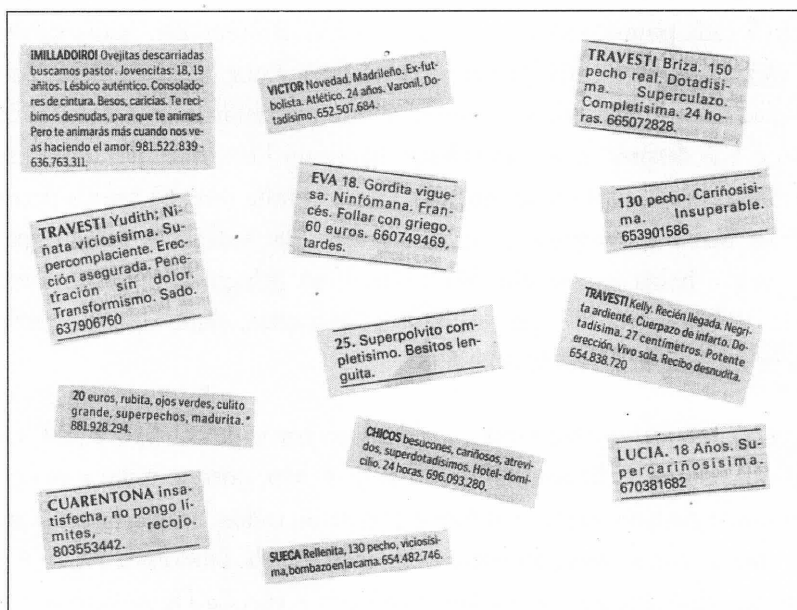 ¡MILLADOIRO! Ovejitas descarriadas
buscamos pastor. Jovencitas: 18, 19
añitos. Lésbico auténtico. Consolado-
res de cintura. Besos, caricias. Te reci-
bimos desnudas, para que te animes.
Pero te animarás más cuando nos ve-
as haciendo el amor. 981.522.839 -
636.763.311.
VICTOR Novedad. Madrileño. Ex-fut-
bolista. Atlético. 24 años. Varonil. Do-
tadísimo. 652.507.684.
TRAVESTI Briza. 150
pecho real. Dotadísi-
ma. Superculazo.
Completísima. 24 ho-
ras. 665072828.
EVA 18. Gordita vigue-
sa. Ninfómana. Fran-
cés. Follar con griego.
60 euros. 660749469,
tardes.
130 pecho. Cariñosísi-
ma. Insuperable.
653901586
TRAVESTI Yudith; Ni-
ñata viciosísima. Su-
percomplaciente. Erec-
ción asegurada. Pene-
tración sin dolor.
Transformismo. Sado.
637906760
25. Superpolvito com-
pletísimo. Besitos len-
guita.
TRAVESTI Kelly. Recién llegada. Negri-
ta ardienté. Cuerpazo de infarto. Do-
tadísima. 27 centímetros. Potente
erección. Vivo sola. Recibo desnudita.
654.838.720
20 euros, rubita, ojos verdes, culito
grande, superpechos, madurita.
881.928.294.
CHICOS besucones, cariñosos, atrevi-
dos, superdotadísimos. Hotel- domi-
cilio. 24 horas. 696.093.280.
LUCIA. 18 Años. Su-
percariñosísima.
670381682
CUARENTONA insa-
tisfecha, no pongo lí-
mites, recojo.
803553442.
SUECA Rellenita, 130 pecho, viciosísi-
ma, bombazo en la cama. 654.482.746.